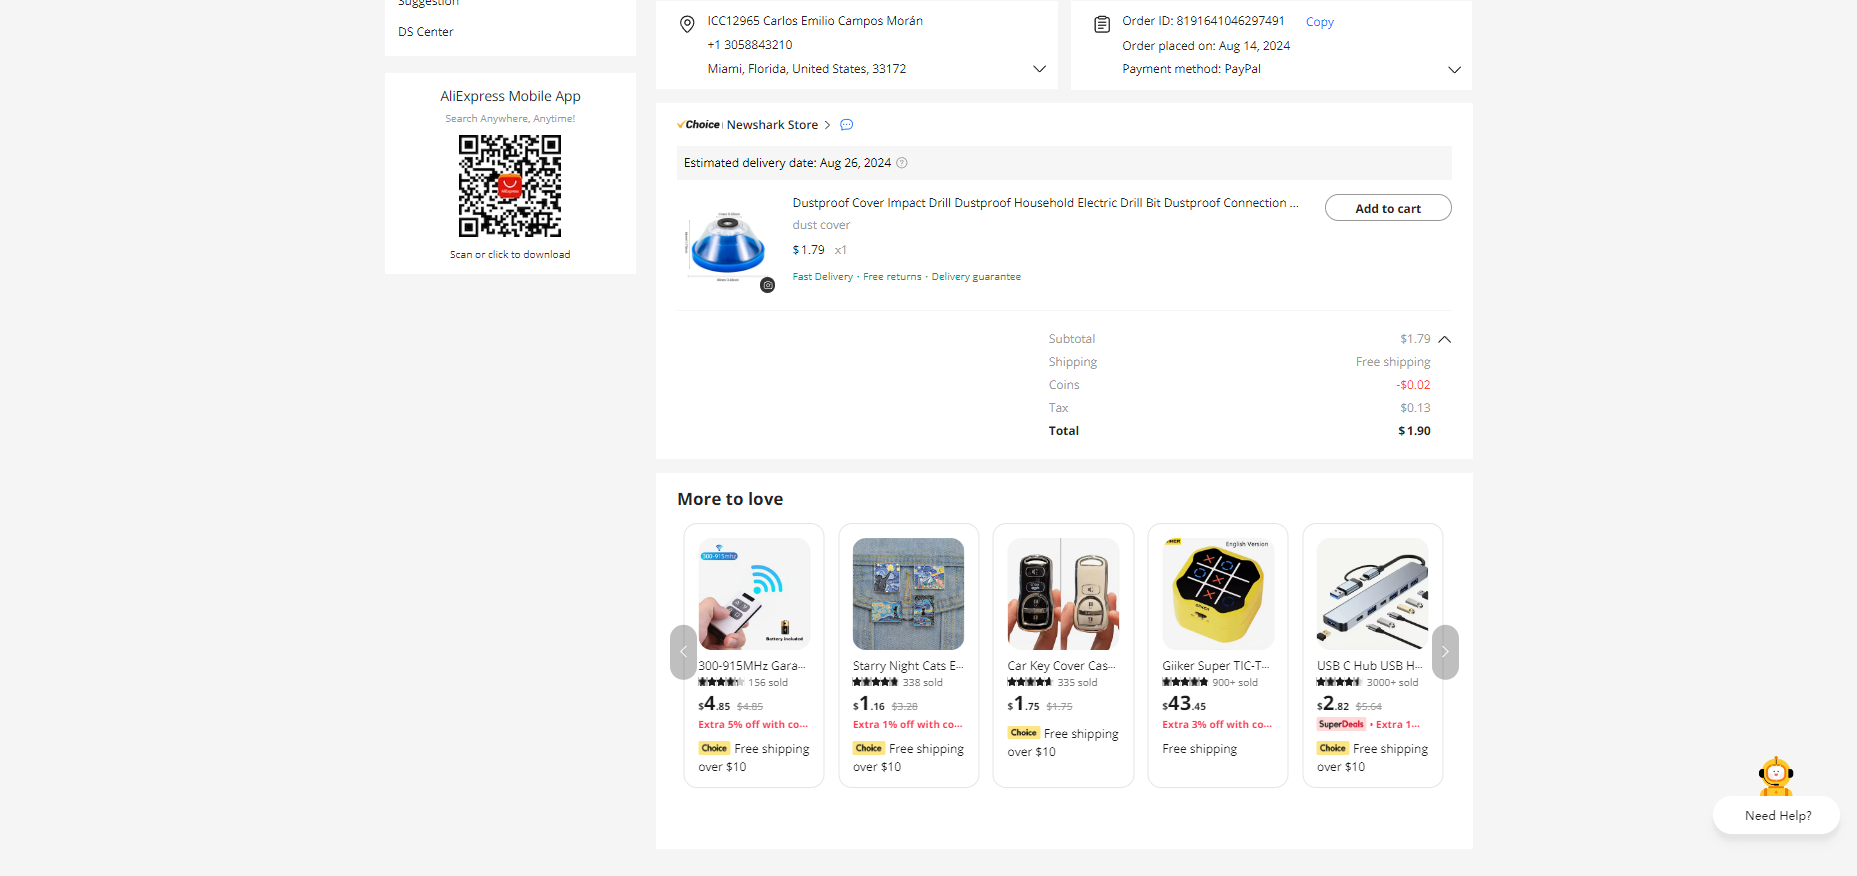 Suggestion
DS Center
AliExpress Mobile App
Search Anywhere, Anytime!
AliExpress
Scan or click to download
ICC12965 Carlos Emilio Campos Morán
+1 3058843210
Miami, Florida, United States, 33172
Order ID: 8191641046297491 Copy
Order placed on: Aug 14, 2024
Payment method: PayPal
Choice Newshark Store
Estimated delivery date: Aug 26, 2024
Dustproof Cover Impact Drill Dustproof Household Electric Drill Bit Dustproof Connection ...
Add to cart
dust cover
$1.79 x1
Fast Delivery · Free returns · Delivery guarantee
Subtotal $1.79
Shipping Free shipping
Coins -$0.02
Tax $0.13
Total $1.90
More to love
300-915mhz
Battery included
300-915MHz Gara...
156 sold
$4.85 $4.85
Extra 5% off with co...
Choice Free shipping
over $10
Starry Night Cats E...
338 sold
$1.16 $3.28
Extra 1% off with co...
Choice Free shipping
over $10
Car Key Cover Cas...
335 sold
$1.75 $1.75
Choice Free shipping
over $10
English Version
Giiker Super TIC-T...
900+ sold
$43.45
Extra 3% off with co...
Free shipping
USB C Hub USB H...
3000+ sold
$2.82 $5.64
SuperDeals • Extra 1...
Choice Free shipping
over $10
Need Help?